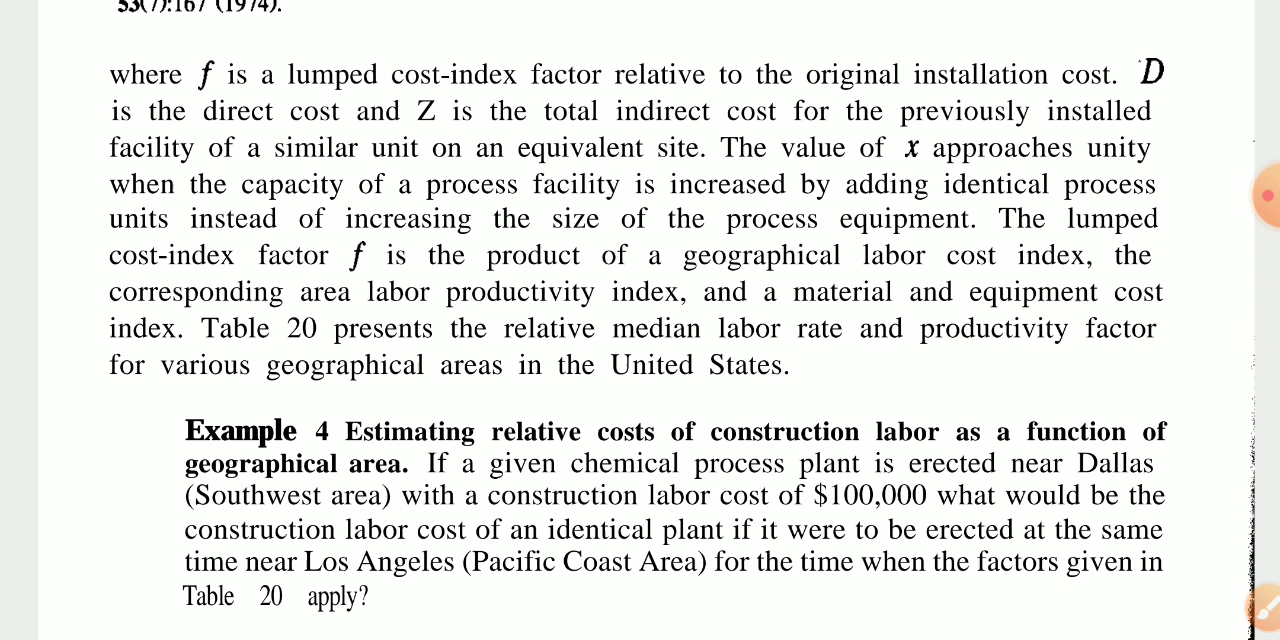 53(7):167 (1974).
where f is a lumped cost-index factor relative to the original installation cost. D
is the direct cost and Z is the total indirect cost for the previously installed
facility of a similar unit on an equivalent site. The value of x approaches unity
when the capacity of a process facility is increased by adding identical process
units instead of increasing the size of the process equipment. The lumped
cost-index factor f is the product of a geographical labor cost index, the
corresponding area labor productivity index, and a material and equipment cost
index. Table 20 presents the relative median labor rate and productivity factor
for various geographical areas in the United States.
Example 4 Estimating relative costs of construction labor as a function of
geographical area. If a given chemical process plant is erected near Dallas
(Southwest area) with a construction labor cost of $100,000 what would be the
construction labor cost of an identical plant if it were to be erected at the same
time near Los Angeles (Pacific Coast Area) for the time when the factors given in
Table 20 apply?